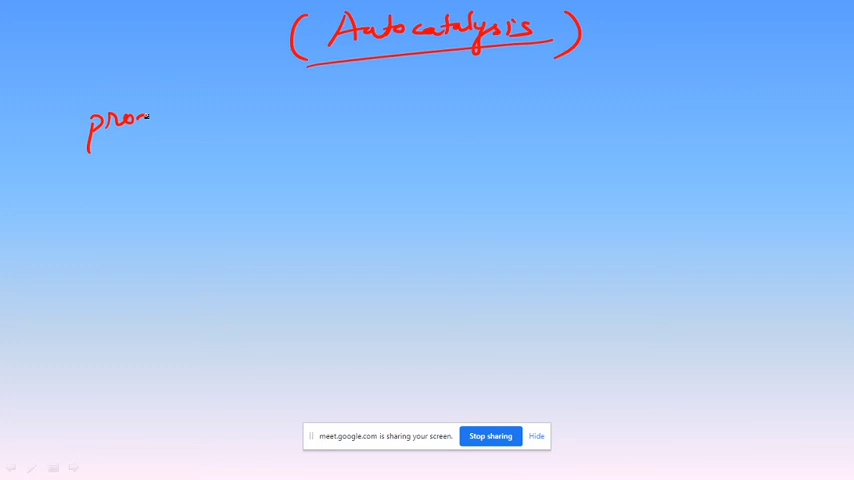 (Autocatalysis)
pro
meet.google.com is sharing your screen. Stop sharing Hide